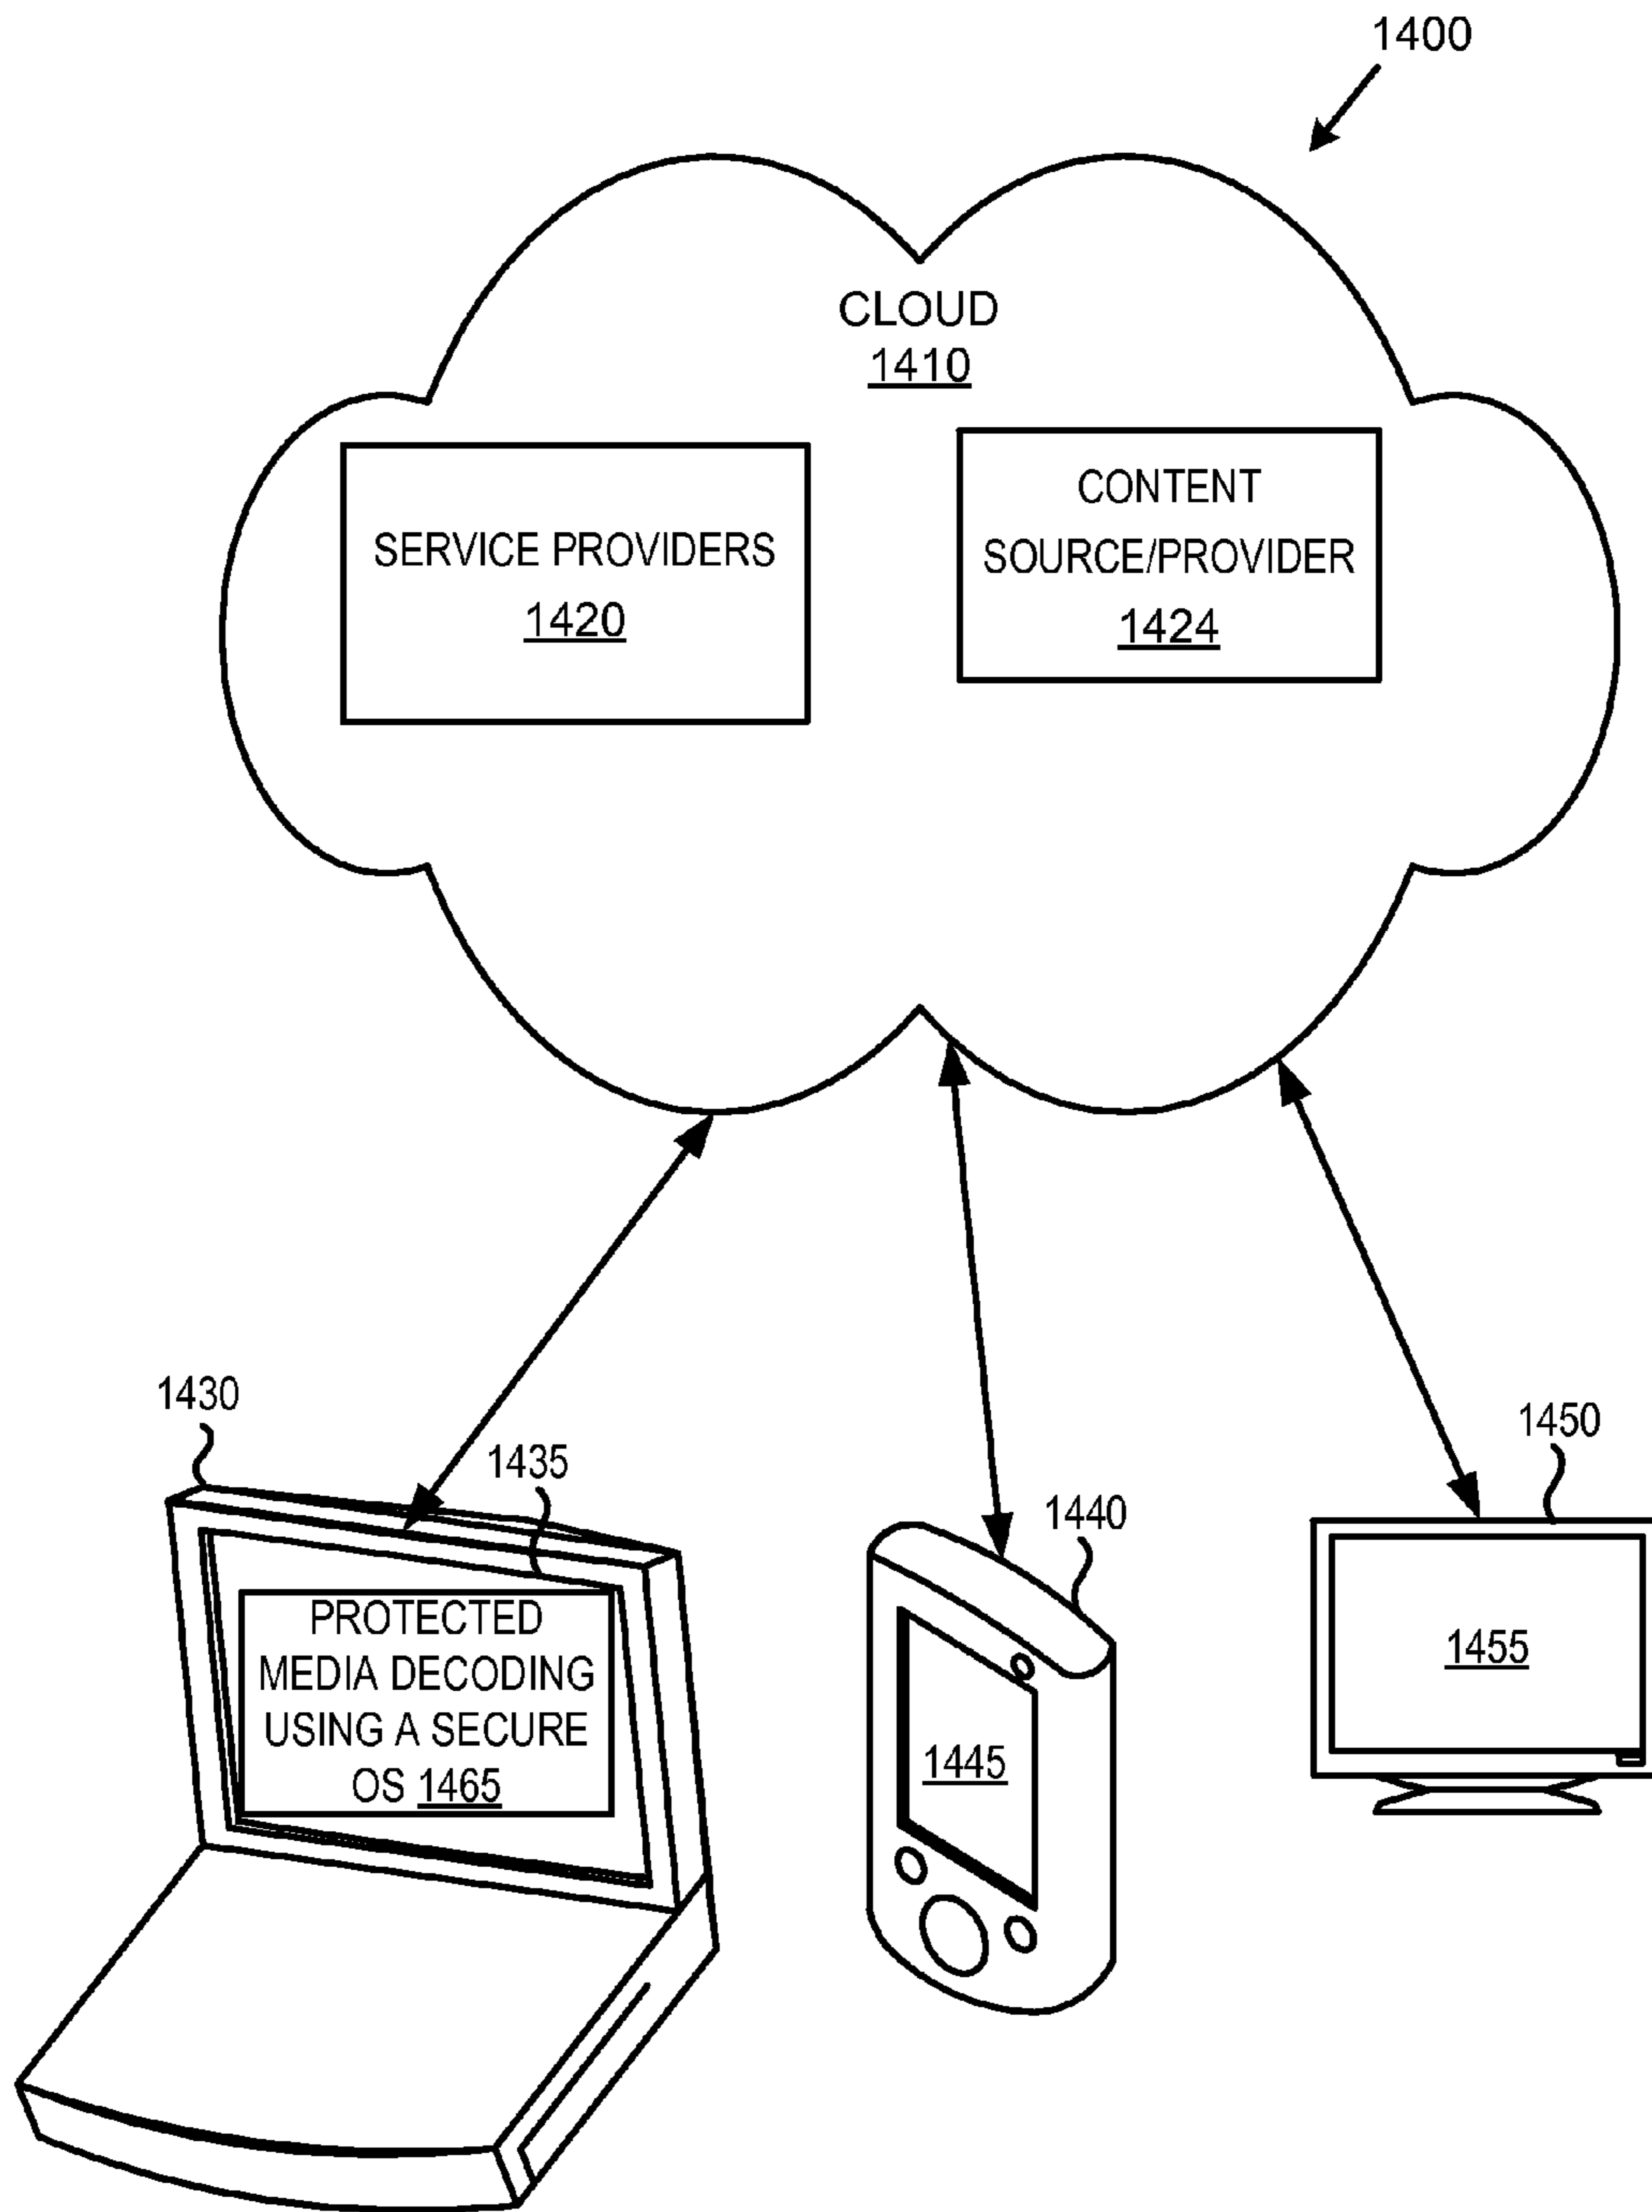 1400
CLOUD
1410
SERVICE PROVIDERS
1420
CONTENT
SOURCE/PROVIDER
1424
1430
1435
PROTECTED
MEDIA DECODING
USING A SECURE
OS 1465
1440
1445
1450
1455